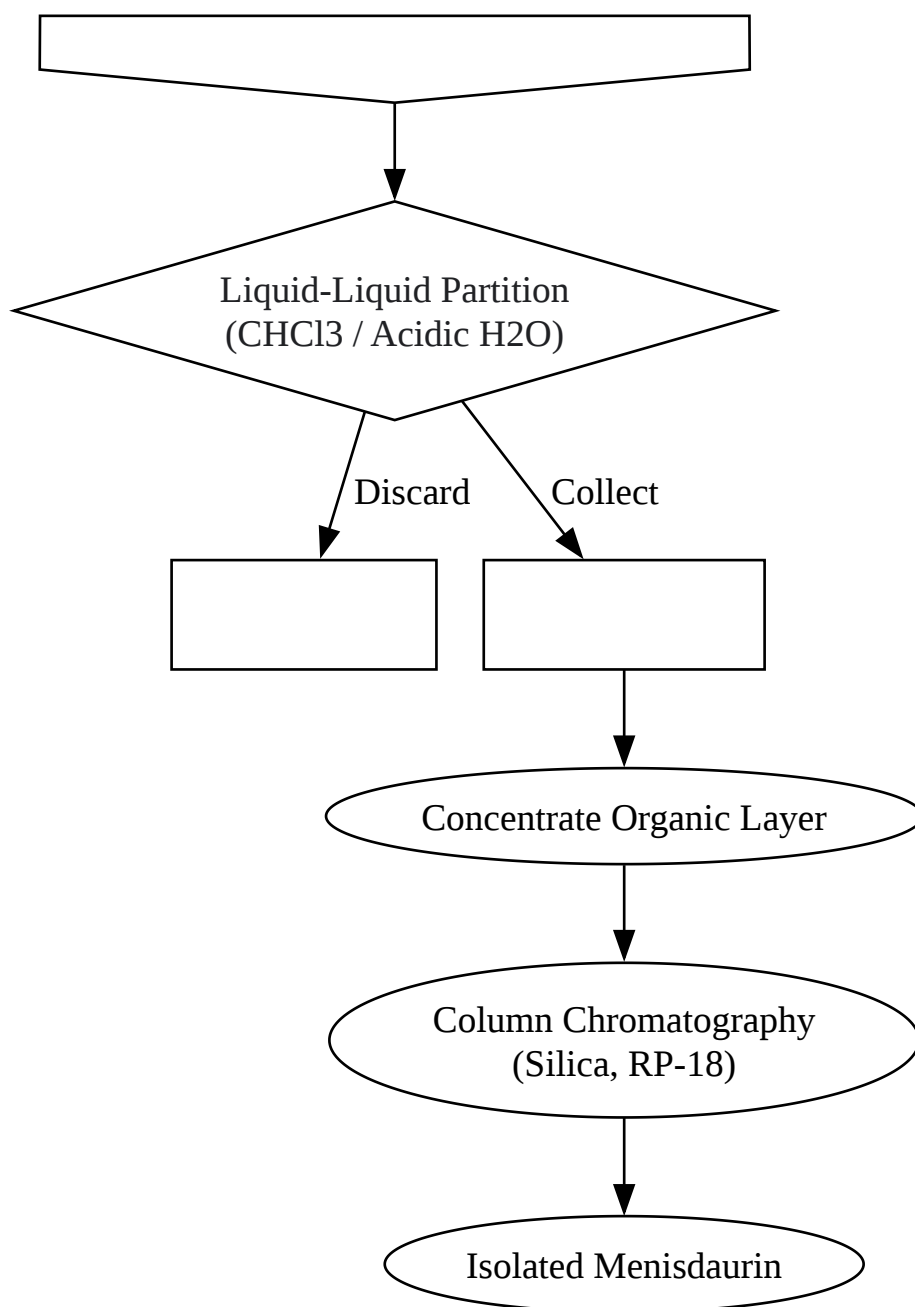 Liquid-Liquid Partition
(CHCl3 / Acidic H2O)
Discard
Collect
Concentrate Organic Layer
Column Chromatography
(Silica, RP-18)
Isolated Menisdaurin